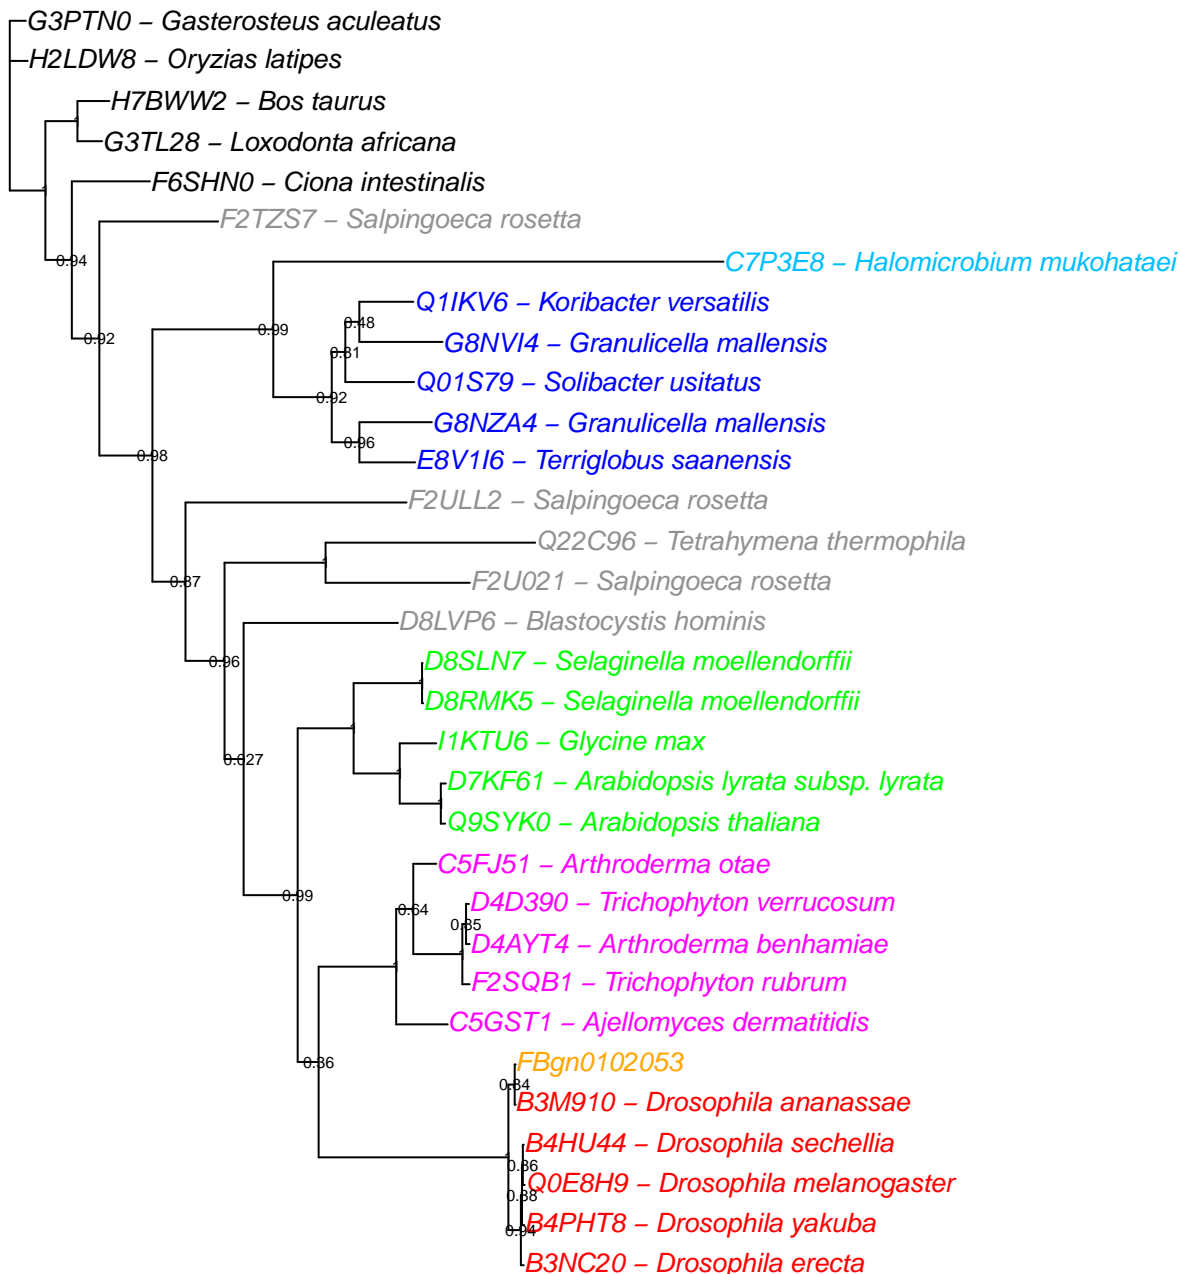 G3PTN0 – Gasterosteus aculeatus
H2LDW8 – Oryzias latipes
H7BWW2 – Bos taurus
G3TL28 – Loxodonta africana
F6SHN0 – Ciona intestinalis
F2TZS7 – Salpingoeca rosetta
0.94
C7P3E8 – Halomicrobium mukohataei
Q1IKV6 – Koribacter versatilis
0.48
0.99
0.92
G8NVI4 – Granulicella mallensis
0.81
Q01S79 – Solibacter usitatus
0.92
G8NZA4 – Granulicella mallensis
0.96
0.98
E8V1I6 – Terriglobus saanensis
F2ULL2 – Salpingoeca rosetta
Q22C96 – Tetrahymena thermophila
0.87
F2U021 – Salpingoeca rosetta
D8LVP6 – Blastocystis hominis
0.96
D8SLN7 – Selaginella moellendorffii
D8RMK5 – Selaginella moellendorffii
I1KTU6 – Glycine max
0.027
D7KF61 – Arabidopsis lyrata subsp. lyrata
Q9SYK0 – Arabidopsis thaliana
C5FJ51 – Arthroderma otae
0.99
D4D390 – Trichophyton verrucosum
0.64
0.85
D4AYT4 – Arthroderma benhamiae
F2SQB1 – Trichophyton rubrum
C5GST1 – Ajellomyces dermatitidis
0.86
FBgn0102053
0.84
B3M910 – Drosophila ananassae
B4HU44 – Drosophila sechellia
0.86
Q0E8H9 – Drosophila melanogaster
0.88
B4PHT8 – Drosophila yakuba
0.94
B3NC20 – Drosophila erecta